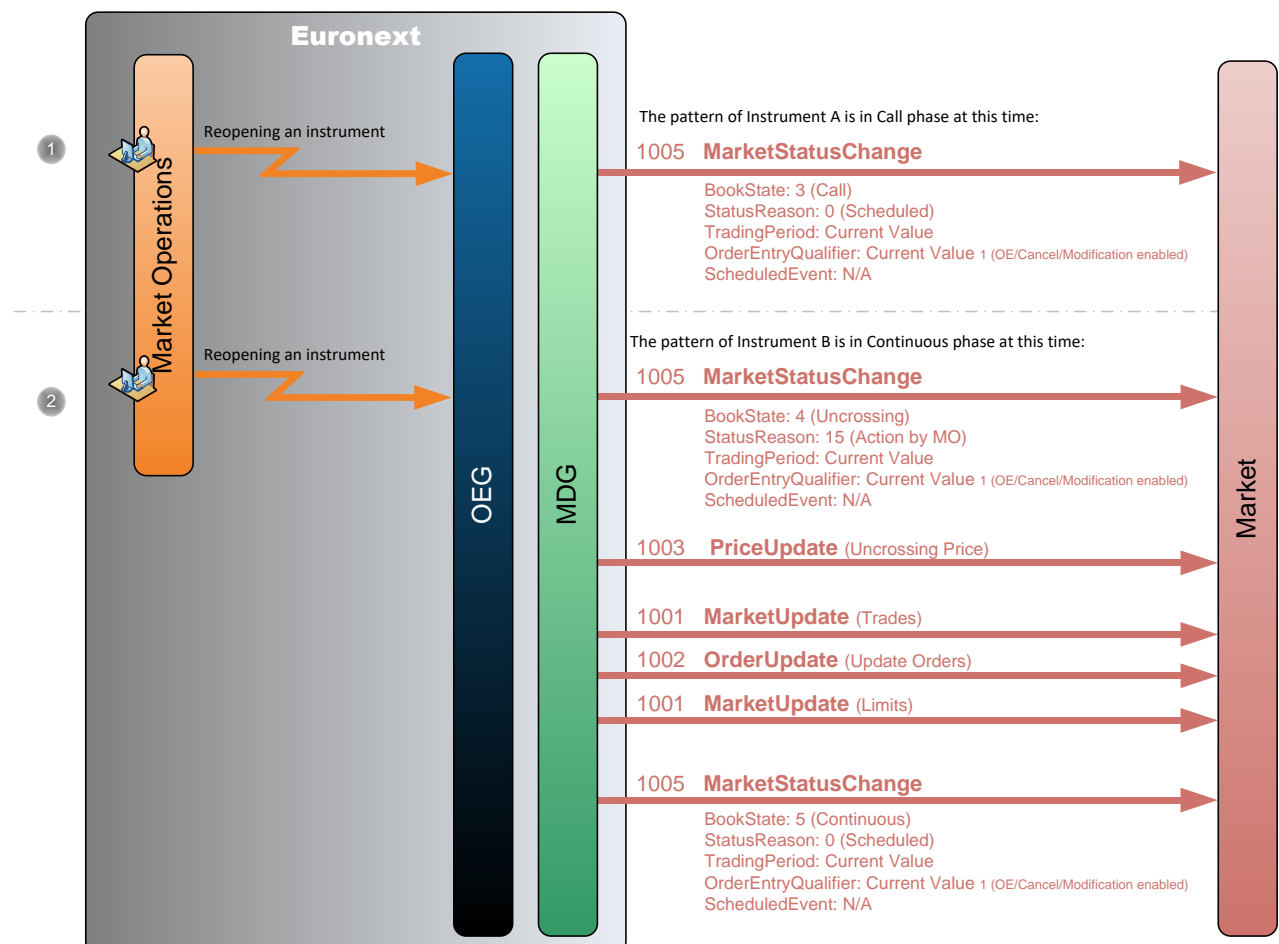 Euronext
The pattern of Instrument A is in Call phase at this time:
1
Reopening an instrument
1005 MarketStatusChange
BookState: 3 (Call)
StatusReason: 0 (Scheduled)
TradingPeriod: Current Value
OrderEntryQualifier: Current Value 1 (OE/Cancel/Modification enabled)
ScheduledEvent: N/A
Market Operations
The pattern of Instrument B is in Continuous phase at this time:
2
Reopening an instrument
1005 MarketStatusChange
BookState: 4 (Uncrossing)
StatusReason: 15 (Action by MO)
TradingPeriod: Current Value
OrderEntryQualifier: Current Value 1 (OE/Cancel/Modification enabled)
ScheduledEvent: N/A
OEG
MDG
Market
1003 PriceUpdate (Uncrossing Price)
1001 MarketUpdate (Trades)
1002 OrderUpdate (Update Orders)
1001 MarketUpdate (Limits)
1005 MarketStatusChange
BookState: 5 (Continuous)
StatusReason: 0 (Scheduled)
TradingPeriod: Current Value
OrderEntryQualifier: Current Value 1 (OE/Cancel/Modification enabled)
ScheduledEvent: N/A